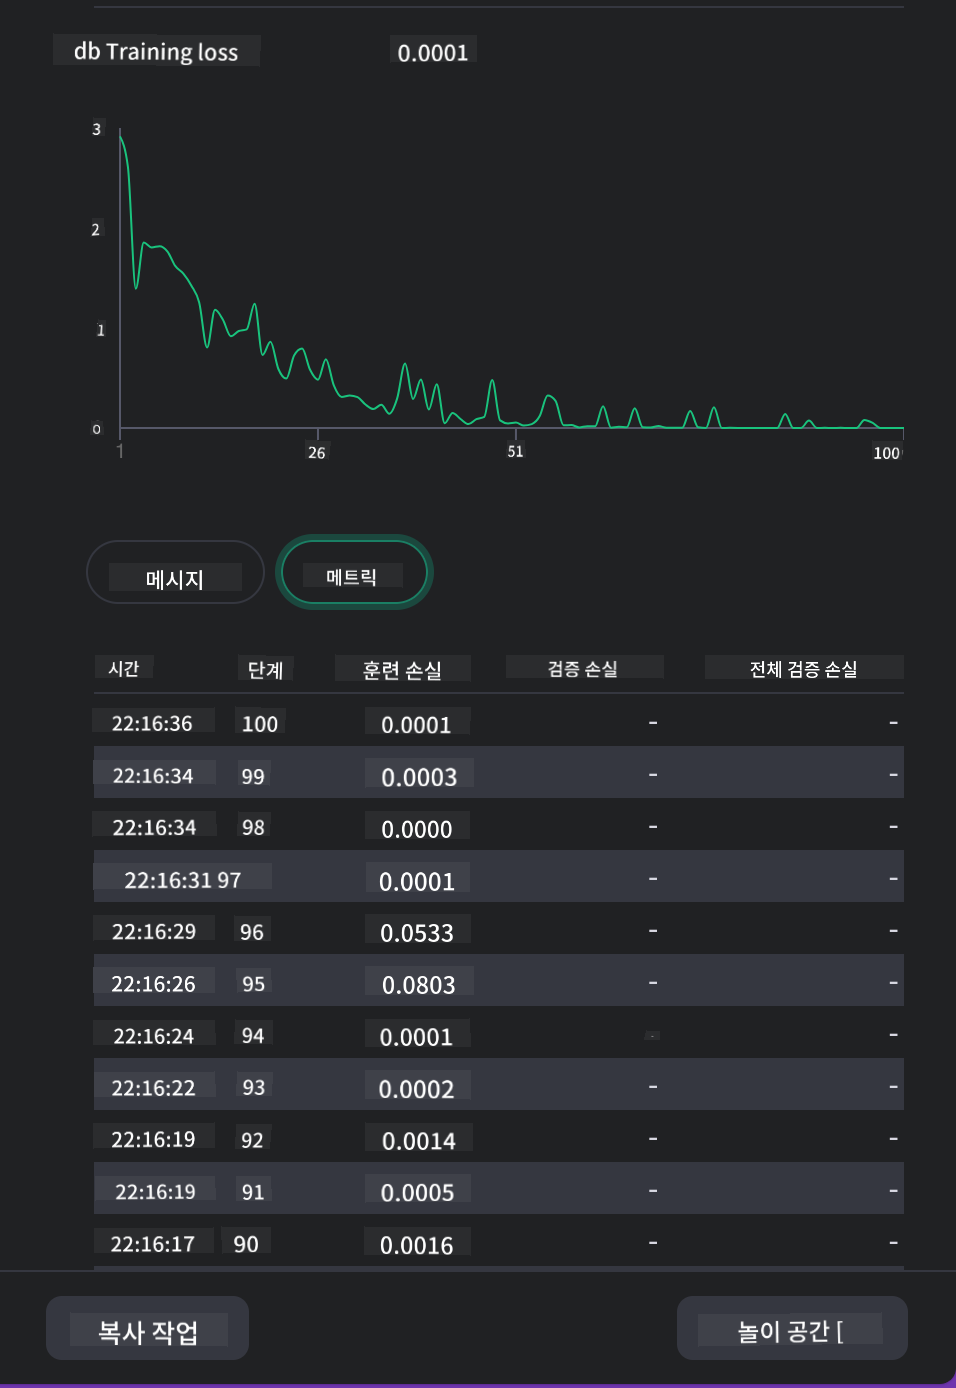 db Training loss 0.0001
3
2
1
0
1 26 51 100
메시지 메트릭
시간 단계 훈련 손실 검증 손실 전체 검증 손실
22:16:36 100 0.0001 - -
22:16:34 99 0.0003 - -
22:16:34 98 0.0000 - -
22:16:31 97 0.0001 - -
22:16:29 96 0.0533 - -
22:16:26 95 0.0803 - -
22:16:24 94 0.0001 - -
22:16:22 93 0.0002 - -
22:16:19 92 0.0014 - -
22:16:19 91 0.0005 - -
22:16:17 90 0.0016 - -
복사 작업 놀이 공간 [